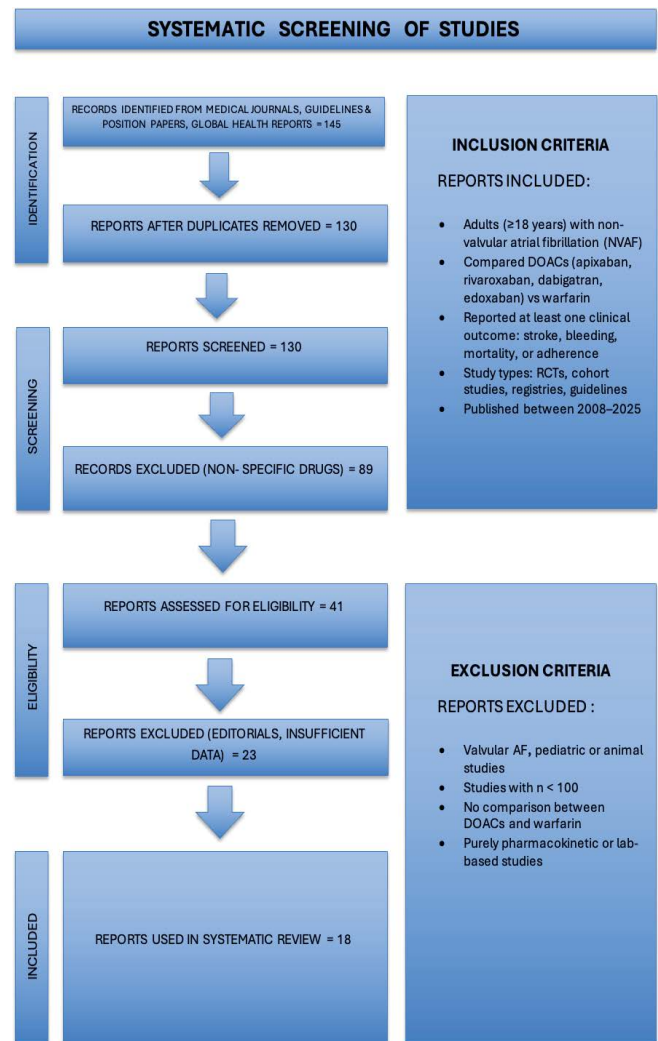 SYSTEMATIC SCREENING OF STUDIES
IDENTIFICATION
RECORDS IDENTIFIED FROM MEDICAL JOURNALS, GUIDELINES &
POSITION PAPERS, GLOBAL HEALTH REPORTS = 145
REPORTS AFTER DUPLICATES REMOVED = 130
SCREENING
REPORTS SCREENED = 130
RECORDS EXCLUDED (NON- SPECIFIC DRUGS) = 89
ELIGIBILITY
REPORTS ASSESSED FOR ELIGIBILITY = 41
REPORTS EXCLUDED (EDITORIALS, INSUFFICIENT
DATA) = 23
INCLUDED
REPORTS USED IN SYSTEMATIC REVIEW = 18
INCLUSION CRITERIA
REPORTS INCLUDED:
• Adults (≥18 years) with non-
valvular atrial fibrillation (NVAF)
• Compared DOACs (apixaban,
rivaroxaban, dabigatran,
edoxaban) vs warfarin
• Reported at least one clinical
outcome: stroke, bleeding,
mortality, or adherence
• Study types: RCTs, cohort
studies, registries, guidelines
• Published between 2008–2025
EXCLUSION CRITERIA
REPORTS EXCLUDED :
• Valvular AF, pediatric or animal
studies
• Studies with n < 100
• No comparison between
DOACs and warfarin
• Purely pharmacokinetic or lab-
based studies